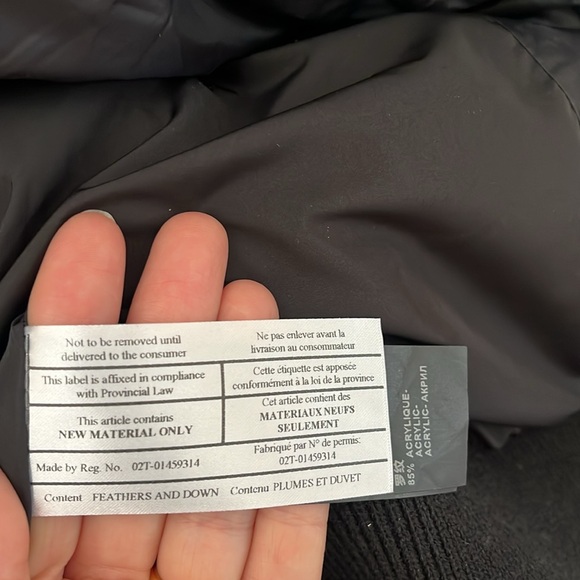 Not to be removed until
delivered to the consumer
Ne pas enlever avant la
livraison au consommateur
This label is affixed in compliance
with Provincial Law
Cette étiquette est apposée
conformément à la loi de la province
This article contains
NEW MATERIAL ONLY
Cet article contient des
MATERIAUX NEUFS
SEULEMENT
Made by Reg. No. 02T-01459314
Fabriqué par N° de permis:
02T-01459314
Content FEATHERS AND DOWN Contenu PLUMES ET DUVET
罗纹
85% ACRYLIQUE-
ACRYLIC-
ACRYLIC- АКРИЛ